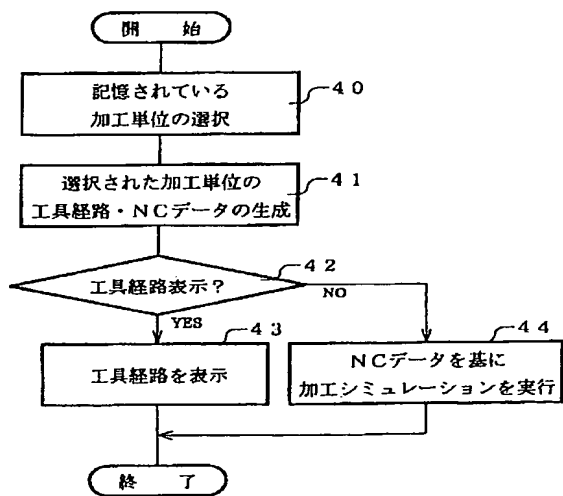 開 始
記憶されている
加工単位の選択
40
選択された加工単位の
工具経路・NCデータの生成
41
工具経路表示?
42
NO
YES
43
工具経路を表示
44
NCデータを基に
加工シミュレーションを実行
終 了